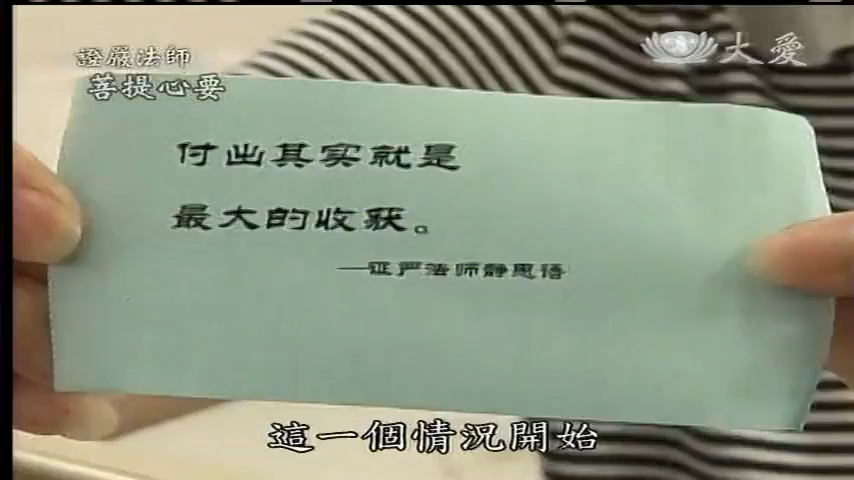 證嚴法師
菩提心要
大愛
付出其实就是
最大的收获。
——证严法师静思语
這一個情況開始